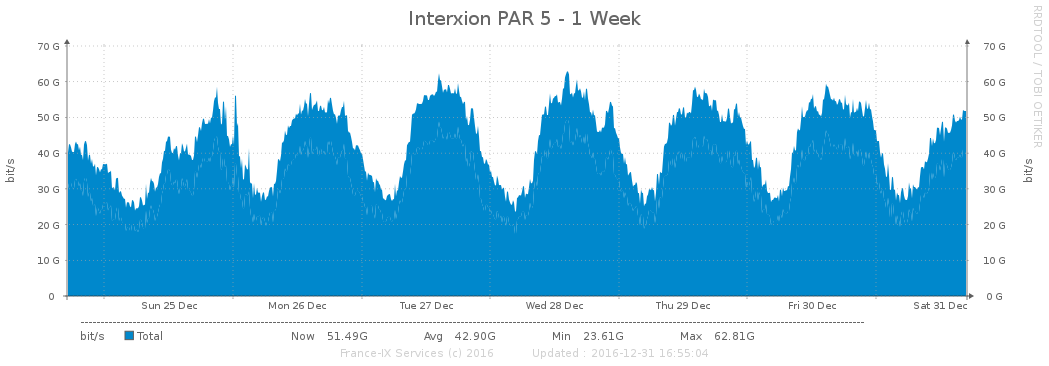 Interxion PAR 5 - 1 Week
RRDTOOL / TOBI OETIKER
70 G 70 G
60 G 60 G
50 G 50 G
40 G 40 G
bit/s bit/s
30 G 30 G
20 G 20 G
10 G 10 G
0 0 G
Sun 25 Dec Mon 26 Dec Tue 27 Dec Wed 28 Dec Thu 29 Dec Fri 30 Dec Sat 31 Dec
bit/s Total Now 51.49G Avg 42.90G Min 23.61G Max 62.81G
France-IX Services (c) 2016 Updated : 2016-12-31 16:55:04